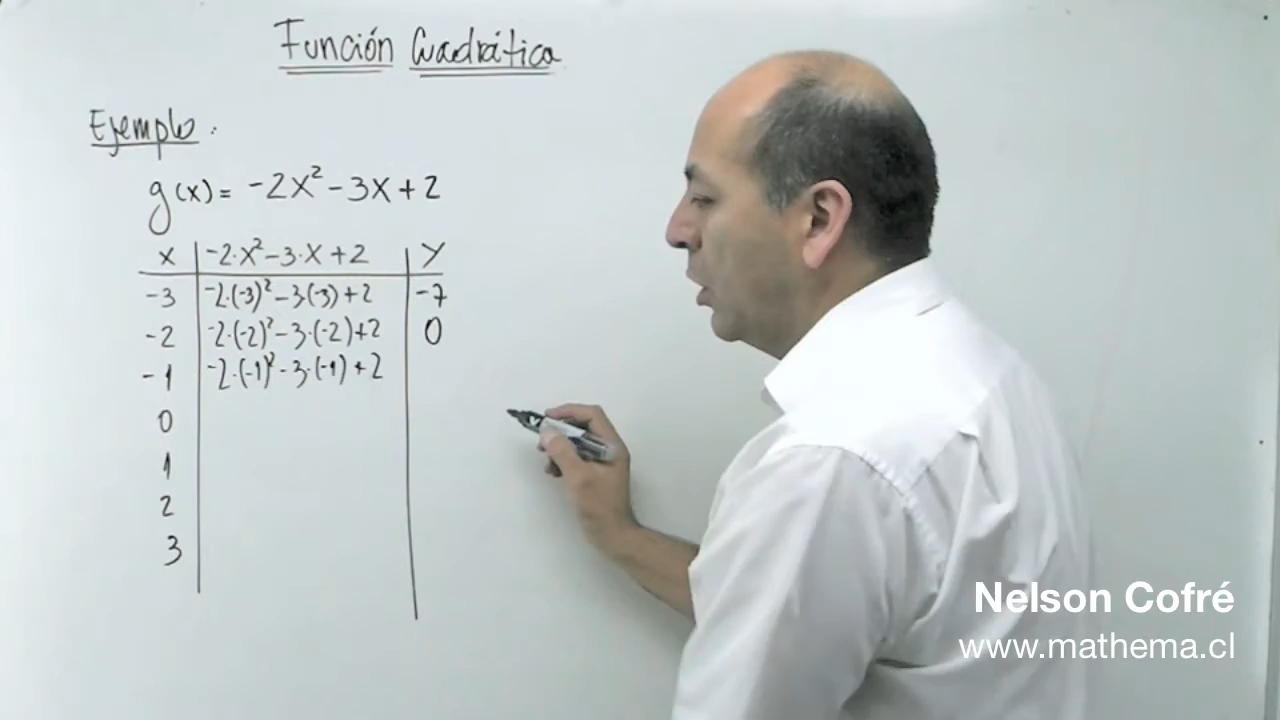 Función Cuadrática
Ejemplo.
g(x) = -2x² - 3x + 2
x -2·x² - 3·x + 2 y
-3 -2·(-3)² - 3(-3) + 2 -7
-2 -2·(-2)² - 3·(-2) + 2 0
-1 -2·(-1)² - 3·(-1) + 2
0
1
2
3
Nelson Cofré
www.mathema.cl